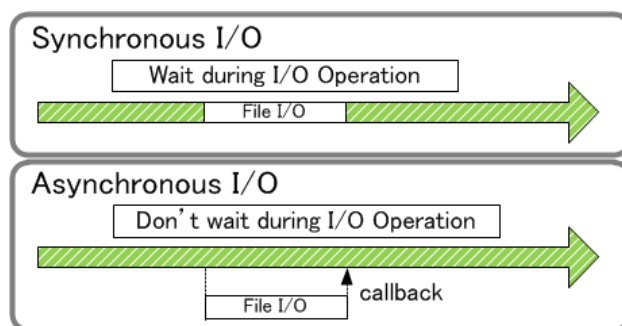 Synchronous I/O
Wait during I/O Operation
File I/O
Asynchronous I/O
Don't wait during I/O Operation
callback
File I/O